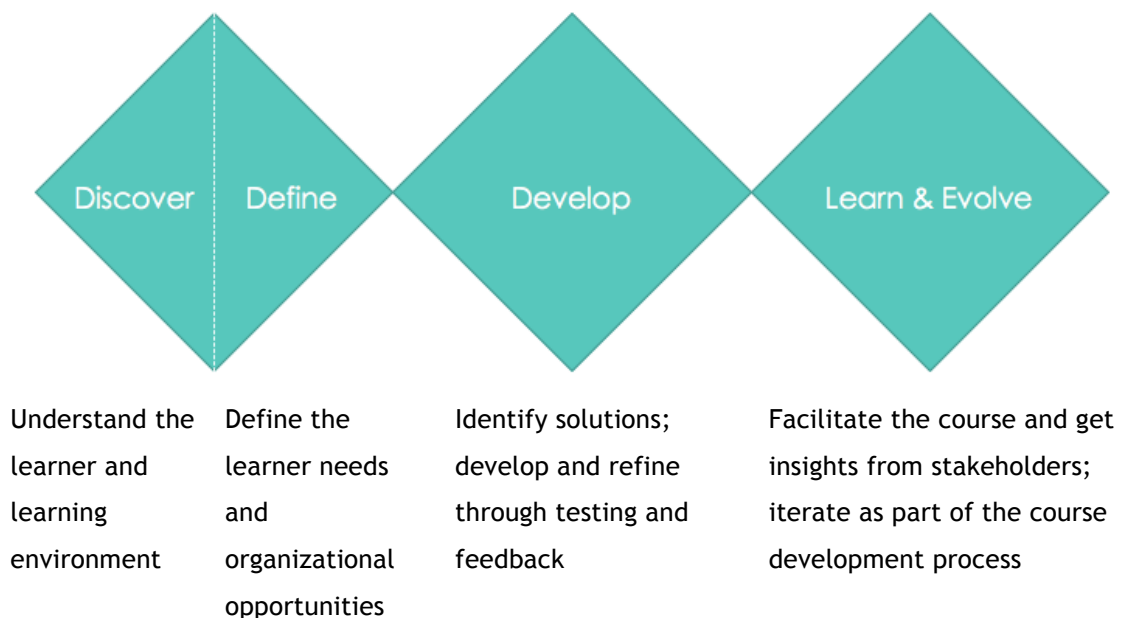 Discover
Define
Develop
Learn & Evolve
Understand the
learner and
learning
environment
Define the
learner needs
and
organizational
opportunities
Identify solutions;
develop and refine
through testing and
feedback
Facilitate the course and get
insights from stakeholders;
iterate as part of the course
development process